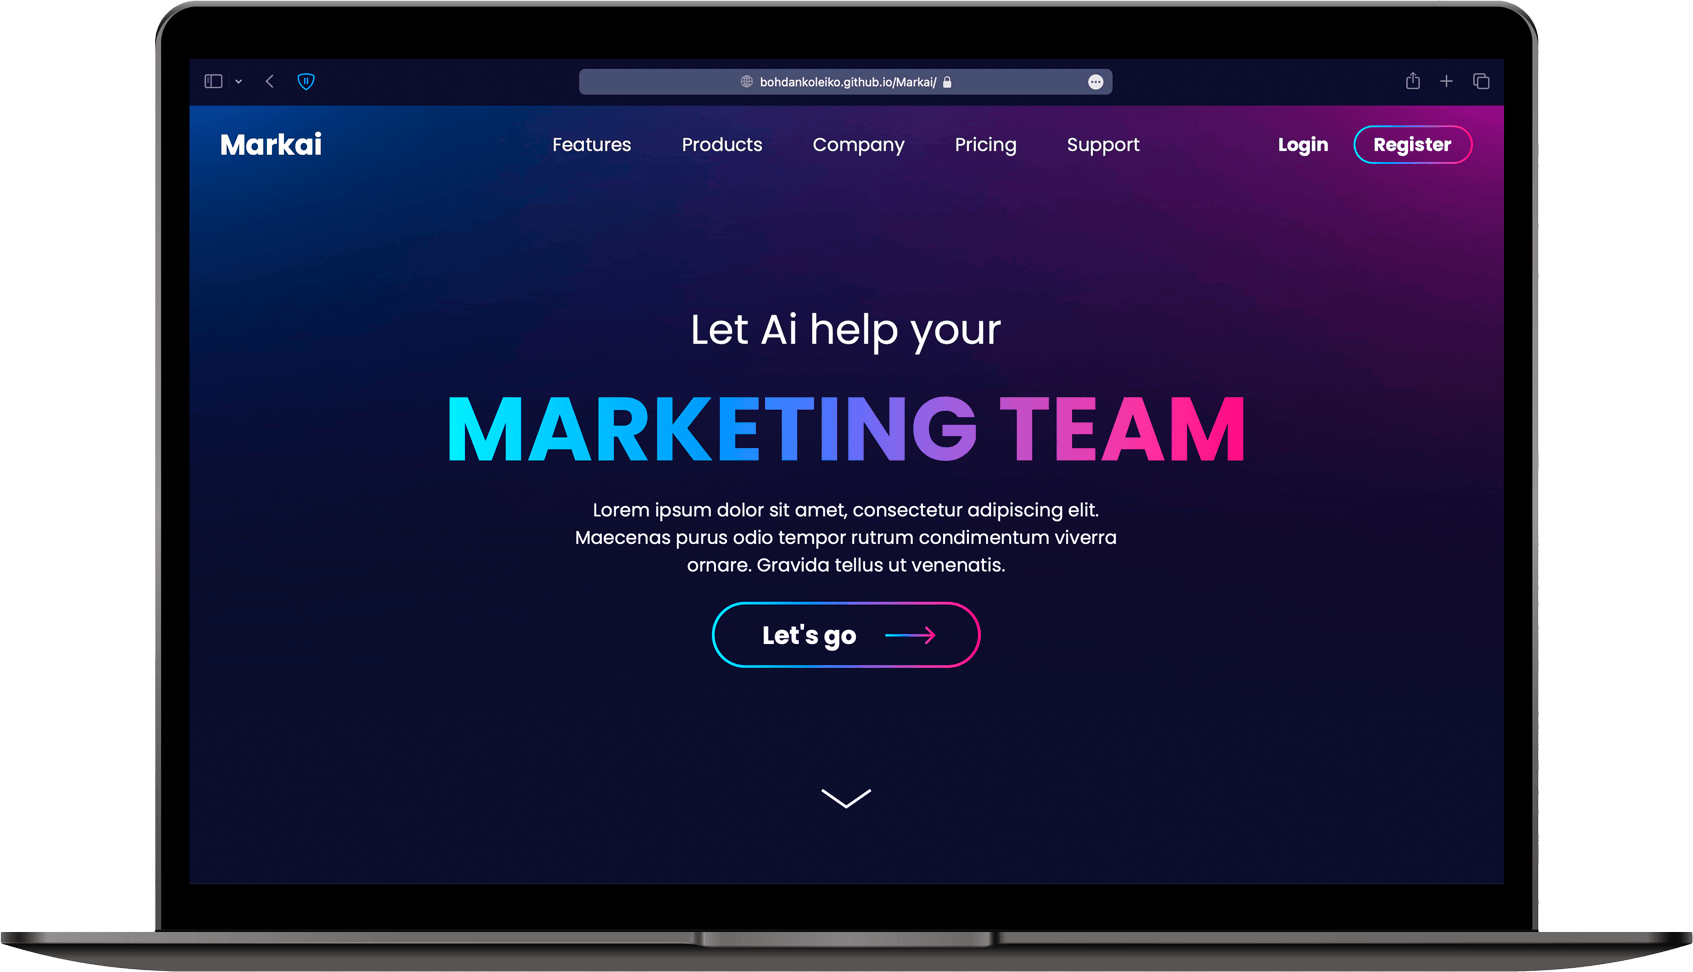 bohdankoleiko.github.io/Markai/
Markai Features Products Company Pricing Support Login Register
Let Ai help your
MARKETING TEAM
Lorem ipsum dolor sit amet, consectetur adipiscing elit.
Maecenas purus odio tempor rutrum condimentum viverra
ornare. Gravida tellus ut venenatis.
Let's go